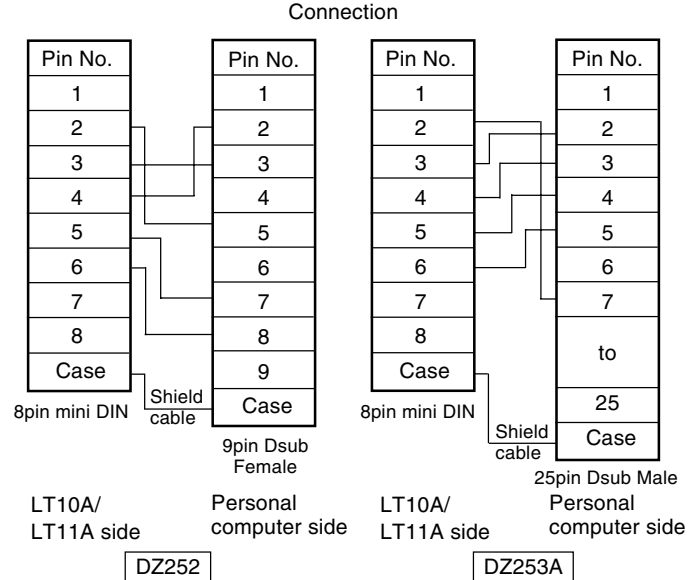 Connection
Pin No.
1
2
3
4
5
6
7
8
Case
8pin mini DIN
Shield
cable
Pin No.
1
2
3
4
5
6
7
8
9
Case
9pin Dsub
Female
LT10A/
LT11A side
Personal
computer side
DZ252
Pin No.
1
2
3
4
5
6
7
8
Case
8pin mini DIN
Shield
cable
Pin No.
1
2
3
4
5
6
7
to
25
Case
25pin Dsub Male
LT10A/
LT11A side
Personal
computer side
DZ253A